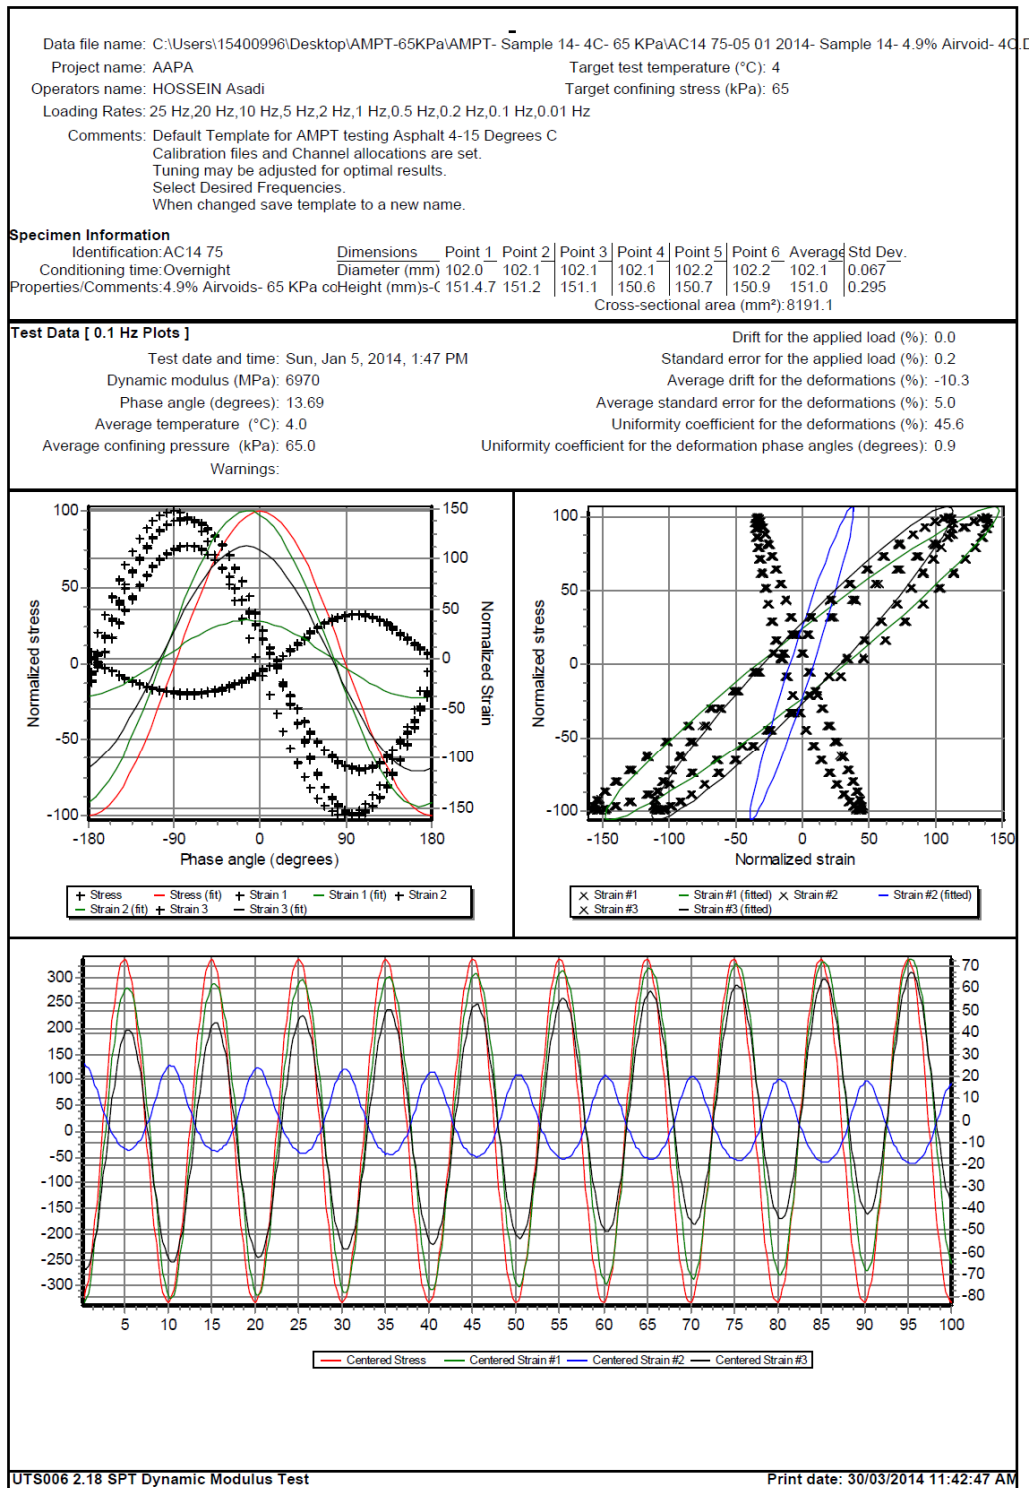 Data file name: C:\Users\15400996\Desktop\AMPT-65KPa\AMPT- Sample 14- 4C- 65 KPa\AC14 75-05 01 2014- Sample 14- 4.9% Airvoid- 4C.D
Project name: AAPA Target test temperature (°C): 4
Operators name: HOSSEIN Asadi Target confining stress (kPa): 65
Loading Rates: 25 Hz,20 Hz,10 Hz,5 Hz,2 Hz,1 Hz,0.5 Hz,0.2 Hz,0.1 Hz,0.01 Hz
Comments: Default Template for AMPT testing Asphalt 4-15 Degrees C
Calibration files and Channel allocations are set.
Tuning may be adjusted for optimal results.
Select Desired Frequencies.
When changed save template to a new name.
Specimen Information
Identification: AC14 75 Dimensions Point 1 Point 2 Point 3 Point 4 Point 5 Point 6 Average Std Dev.
Conditioning time: Overnight Diameter (mm) 102.0 102.1 102.1 102.1 102.2 102.2 102.1 0.067
Properties/Comments: 4.9% Airvoids- 65 KPa co Height (mm) s-C 151.4.7 151.2 151.1 150.6 150.7 150.9 151.0 0.295
Cross-sectional area (mm²): 8191.1
Test Data [ 0.1 Hz Plots ] Drift for the applied load (%): 0.0
Test date and time: Sun, Jan 5, 2014, 1:47 PM Standard error for the applied load (%): 0.2
Dynamic modulus (MPa): 6970 Average drift for the deformations (%): -10.3
Phase angle (degrees): 13.69 Average standard error for the deformations (%): 5.0
Average temperature (°C): 4.0 Uniformity coefficient for the deformations (%): 45.6
Average confining pressure (kPa): 65.0 Uniformity coefficient for the deformation phase angles (degrees): 0.9
Warnings:
Normalized stress
100
50
0
-50
-100
150
100
50
0
-50
-100
-150
Normalized Strain
-180 -90 0 90 180
Phase angle (degrees)
+ Stress — Stress (fit) + Strain 1 — Strain 1 (fit) + Strain 2
— Strain 2 (fit) + Strain 3 — Strain 3 (fit)
Normalized stress
100
50
0
-50
-100
-150 -100 -50 0 50 100 150
Normalized strain
× Strain #1 — Strain #1 (fitted) × Strain #2 — Strain #2 (fitted)
× Strain #3 — Strain #3 (fitted)
300
250
200
150
100
50
0
-50
-100
-150
-200
-250
-300
70
60
50
40
30
20
10
0
-10
-20
-30
-40
-50
-60
-70
-80
5 10 15 20 25 30 35 40 45 50 55 60 65 70 75 80 85 90 95 100
— Centered Stress — Centered Strain #1 — Centered Strain #2 — Centered Strain #3
UTS006 2.18 SPT Dynamic Modulus Test Print date: 30/03/2014 11:42:47 AM